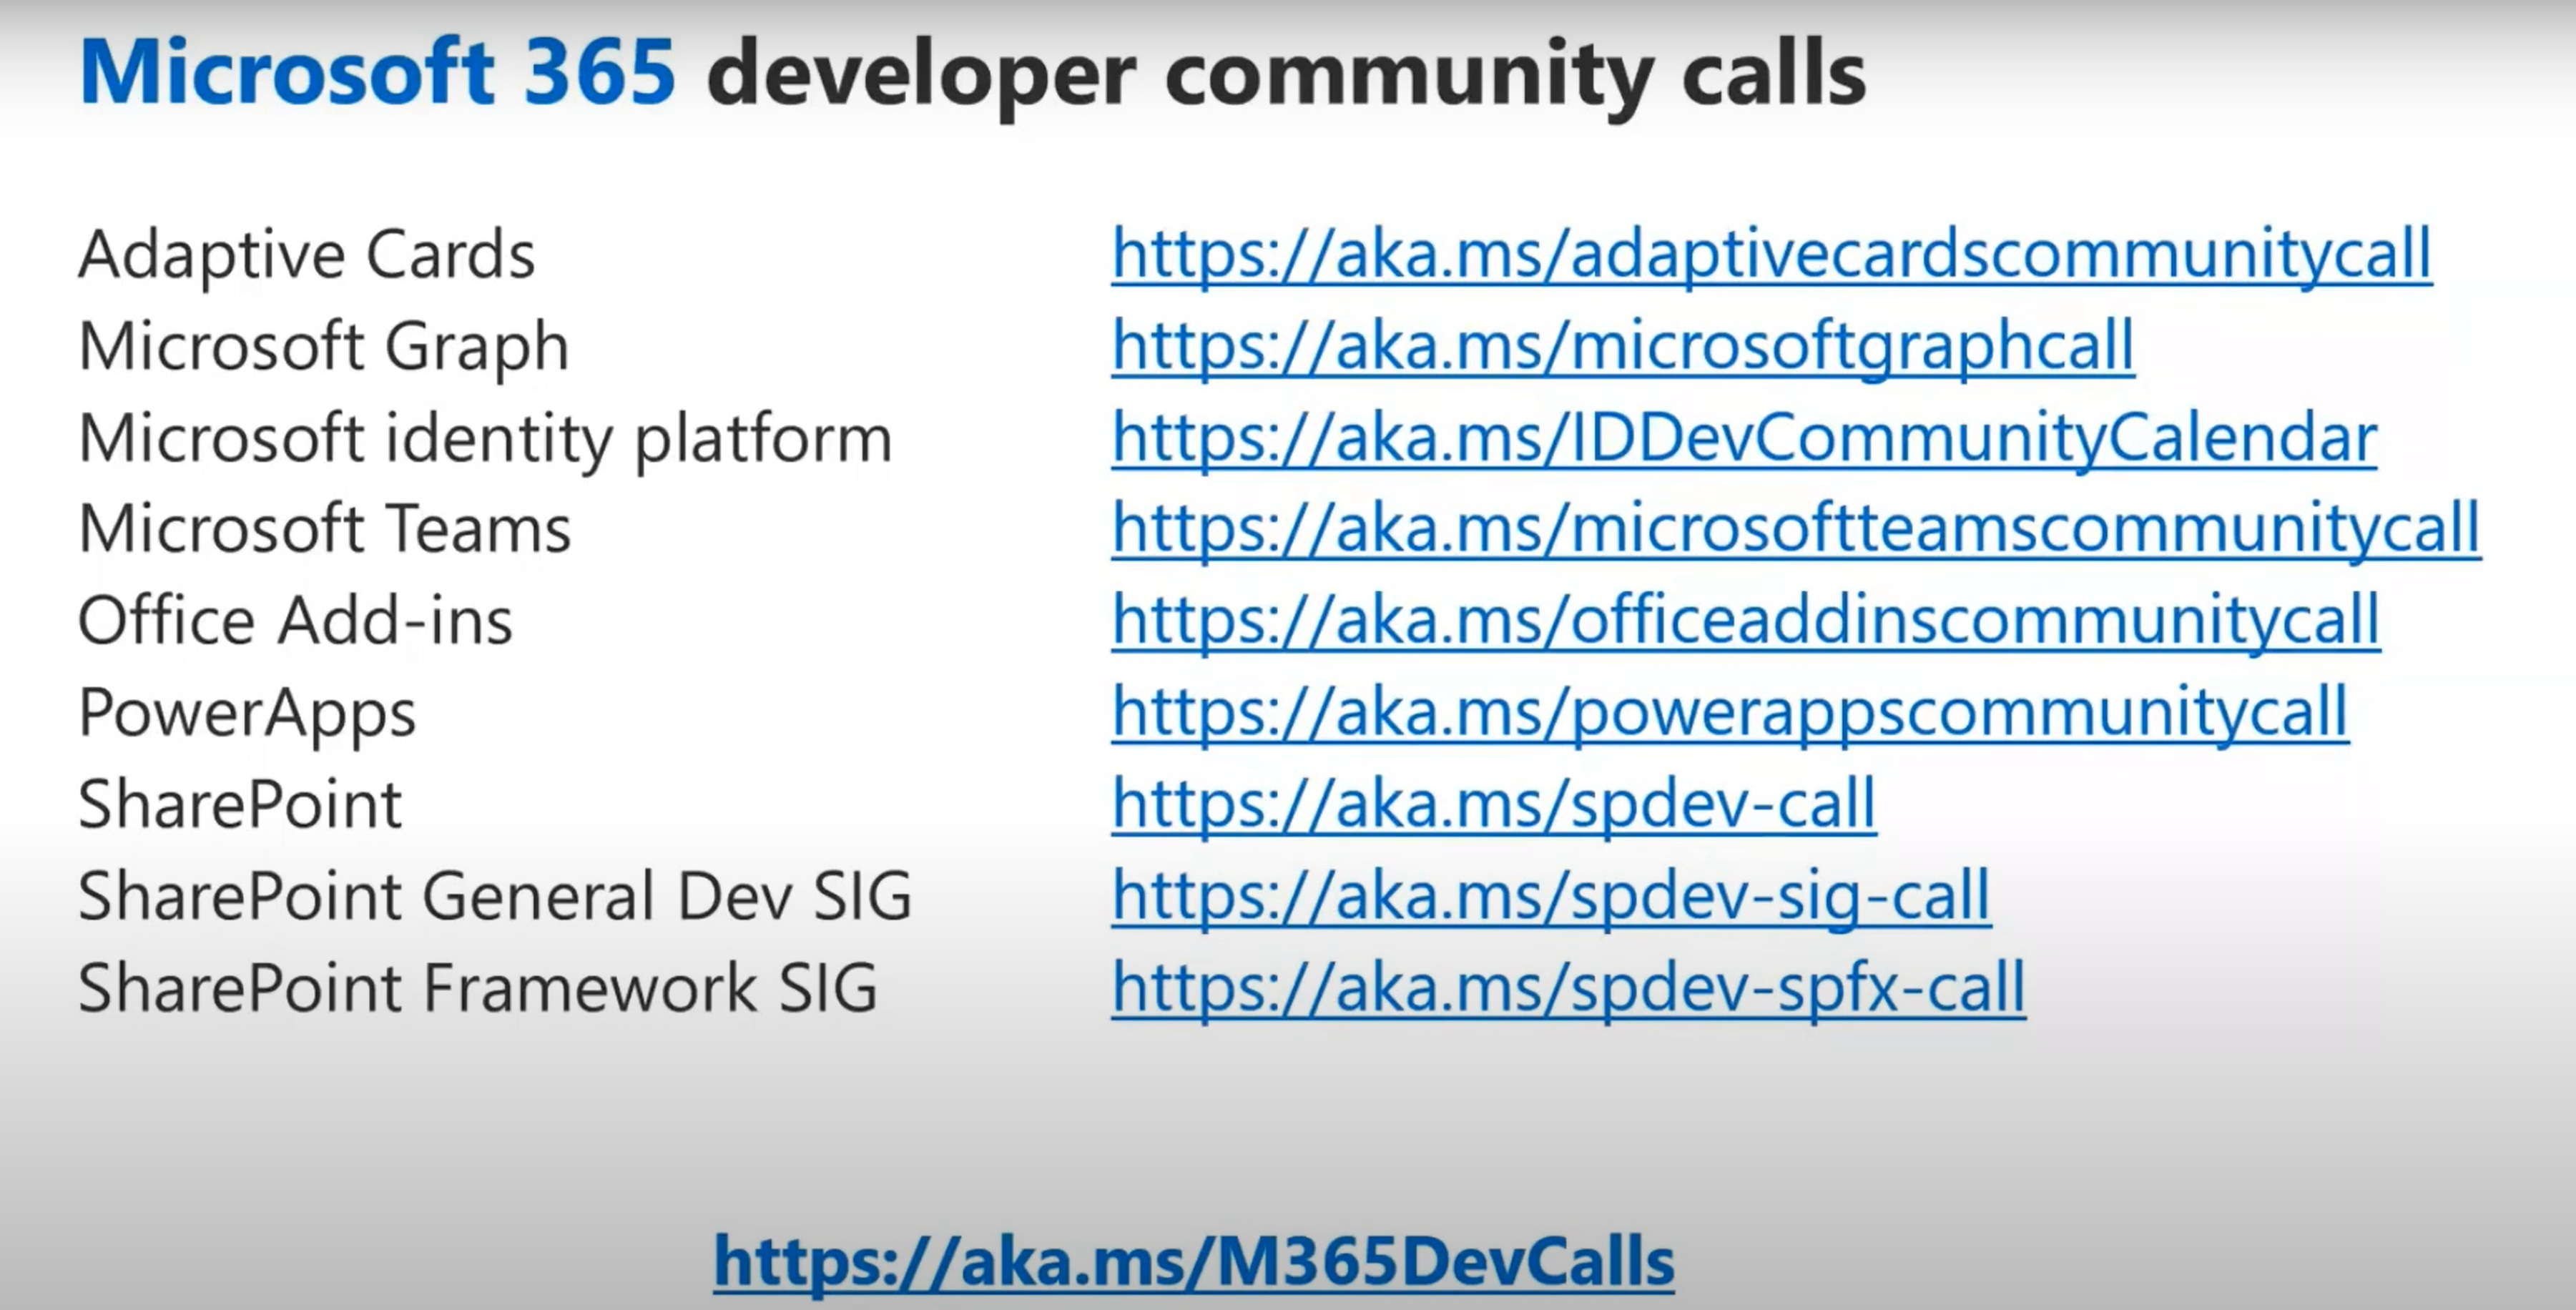 Microsoft 365 developer community calls
Adaptive Cards https://aka.ms/adaptivecardscommunitycall
Microsoft Graph https://aka.ms/microsoftgraphcall
Microsoft identity platform https://aka.ms/IDDevCommunityCalendar
Microsoft Teams https://aka.ms/microsoftteamscommunitycall
Office Add-ins https://aka.ms/officeaddinscommunitycall
PowerApps https://aka.ms/powerappscommunitycall
SharePoint https://aka.ms/spdev-call
SharePoint General Dev SIG https://aka.ms/spdev-sig-call
SharePoint Framework SIG https://aka.ms/spdev-spfx-call
https://aka.ms/M365DevCalls